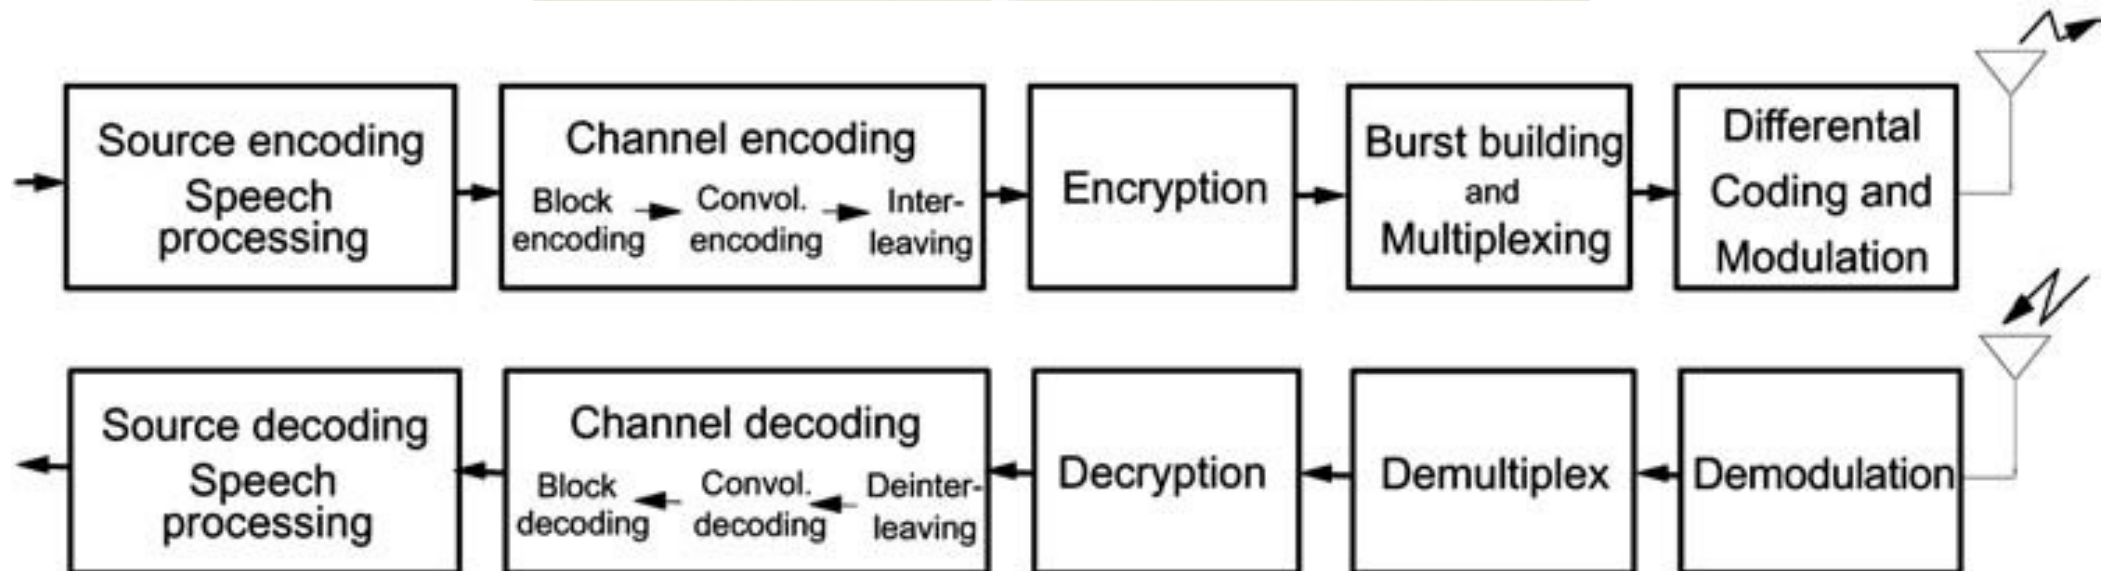 Source encoding
Speech
processing
Channel encoding
Block
encoding
Convol.
encoding
Inter-
leaving
Encryption
Burst building
and
Multiplexing
Differental
Coding and
Modulation
Source decoding
Speech
processing
Channel decoding
Block
decoding
Convol.
decoding
Deinter-
leaving
Decryption
Demultiplex
Demodulation